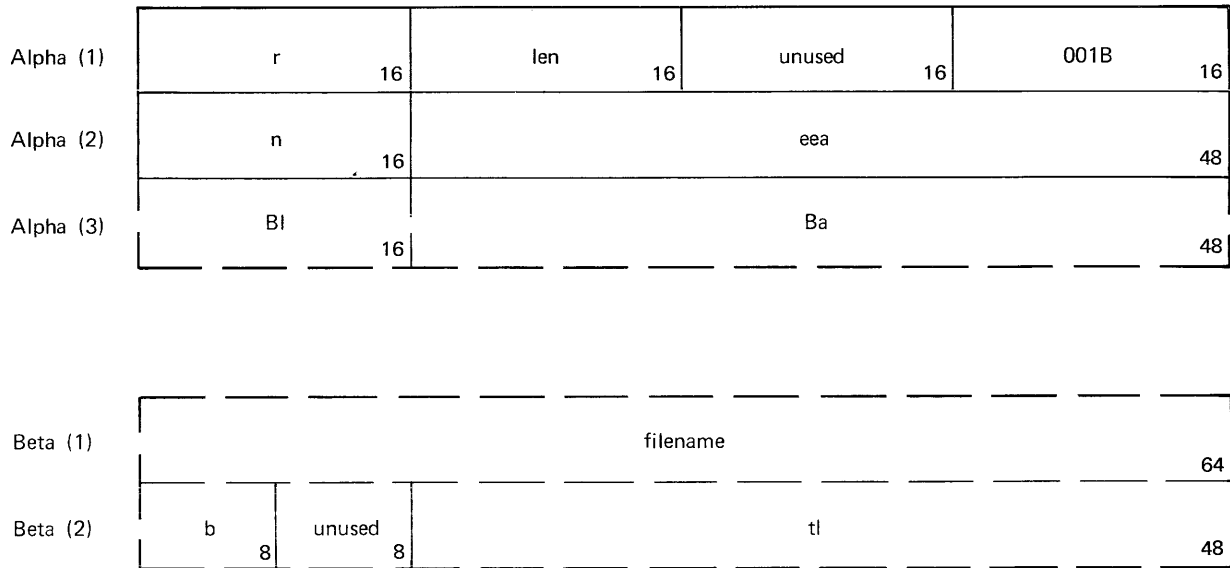 Alpha (1) r 16 len 16 unused 16 001B 16
Alpha (2) n 16 eea 48
Alpha (3) Bl 16 Ba 48
Beta (1) filename 64
Beta (2) b 8 unused 8 tl 48